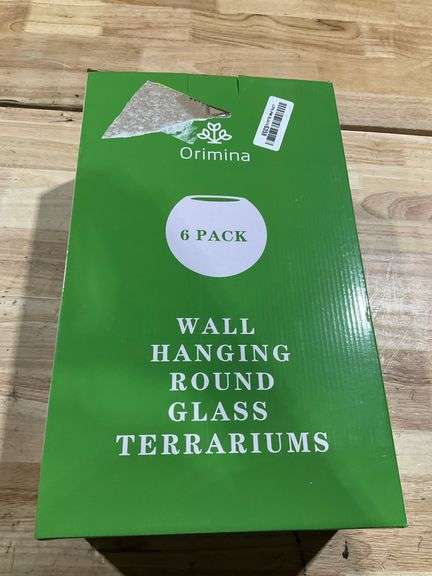 Orimina
6 PACK
WALL
HANGING
ROUND
GLASS
TERRARIUMS